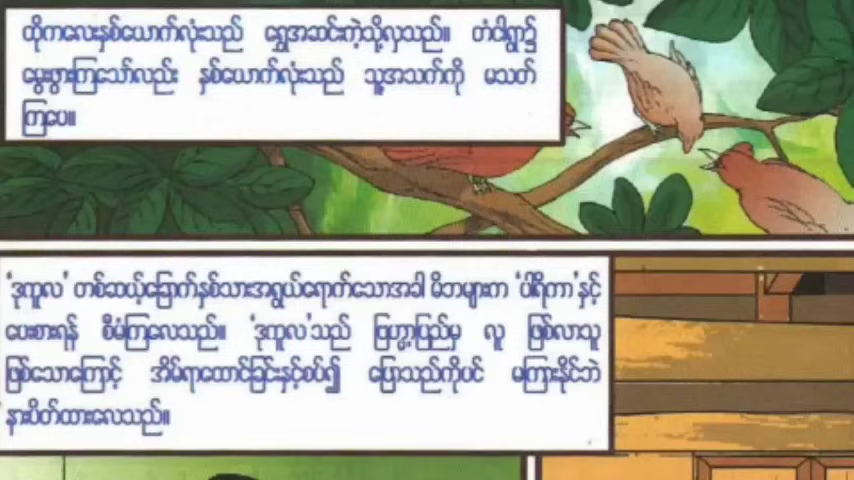 ထိုကလေးနှစ်ယောက်လုံးသည် ရွှေအဆင်းကဲ့သို့လှသည်။ တံငါရွာ၌
မွေးဖွားကြသော်လည်း နှစ်ယောက်လုံးသည် သူ့အသက်ကို မသတ်
ကြပေ။
'ဒုကူလ' တစ်ဆယ့်ခြောက်နှစ်သားအရွယ်ရောက်သောအခါ မိဘများက 'ပါရိကာ'နှင့်
ပေးစားရန် စီမံကြလေသည်။ 'ဒုကူလ'သည် ဗြဟ္မာ့ပြည်မှ လူ ဖြစ်လာသူ
ဖြစ်သောကြောင့် အိမ်ရာထောင်ခြင်းနှင့်စပ်၍ ပြောသည်ကိုပင် မကြားနိုင်ဘဲ
နားပိတ်ထားလေသည်။